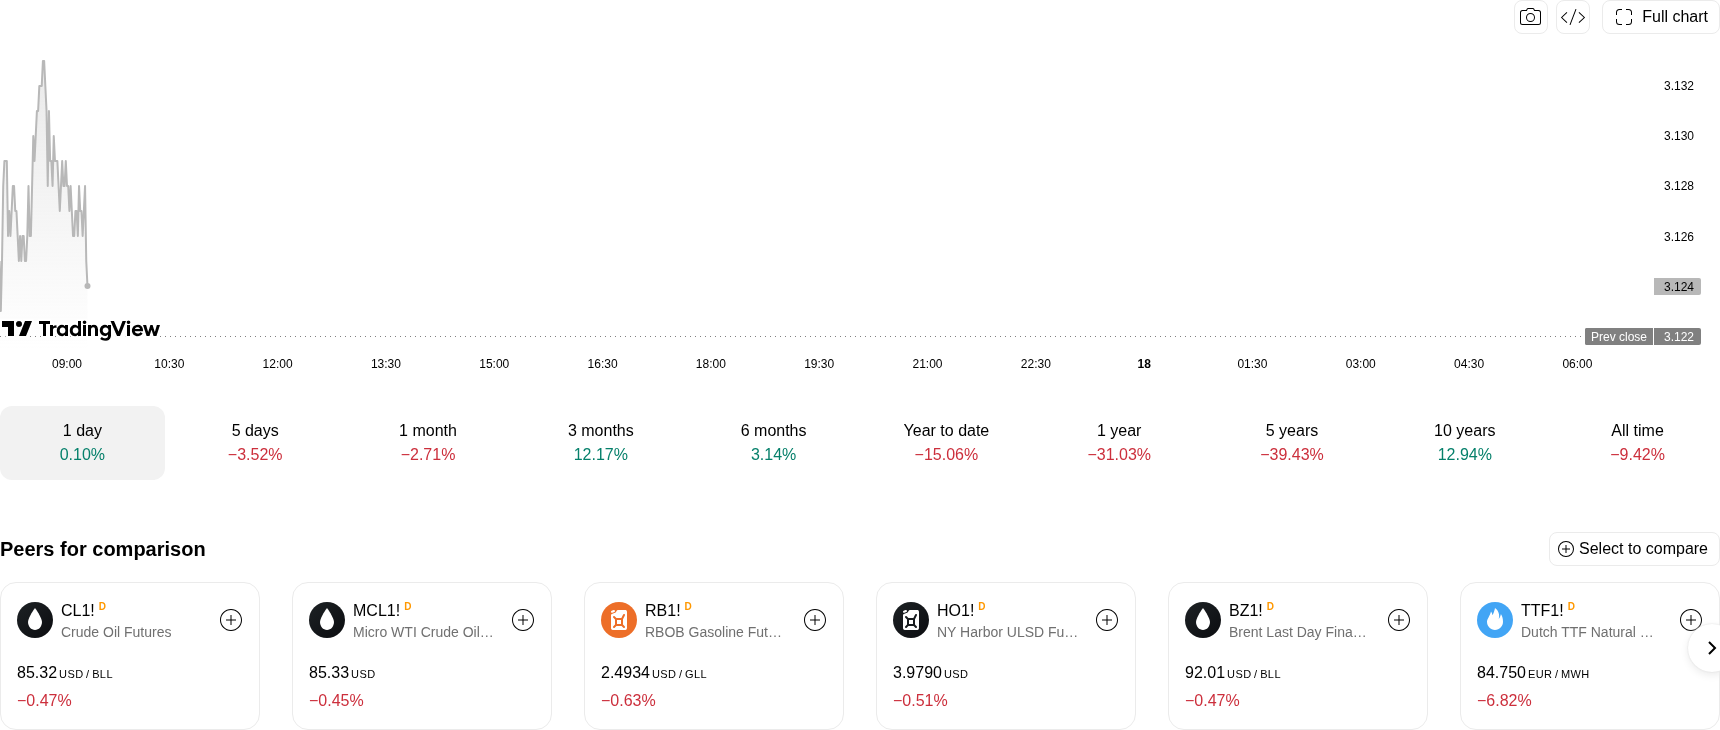 Full chart
3.132
3.130
3.128
3.126
3.124
TradingView
Prev close 3.122
09:00 10:30 12:00 13:30 15:00 16:30 18:00 19:30 21:00 22:30 18 01:30 03:00 04:30 06:00
1 day 5 days 1 month 3 months 6 months Year to date 1 year 5 years 10 years All time
0.10% −3.52% −2.71% 12.17% 3.14% −15.06% −31.03% −39.43% 12.94% −9.42%
Peers for comparison
Select to compare
CL1! D
Crude Oil Futures
85.32 USD / BLL
−0.47%
MCL1! D
Micro WTI Crude Oil…
85.33 USD
−0.45%
RB1! D
RBOB Gasoline Fut…
2.4934 USD / GLL
−0.63%
HO1! D
NY Harbor ULSD Fu…
3.9790 USD
−0.51%
BZ1! D
Brent Last Day Fina…
92.01 USD / BLL
−0.47%
TTF1! D
Dutch TTF Natural …
84.750 EUR / MWH
−6.82%